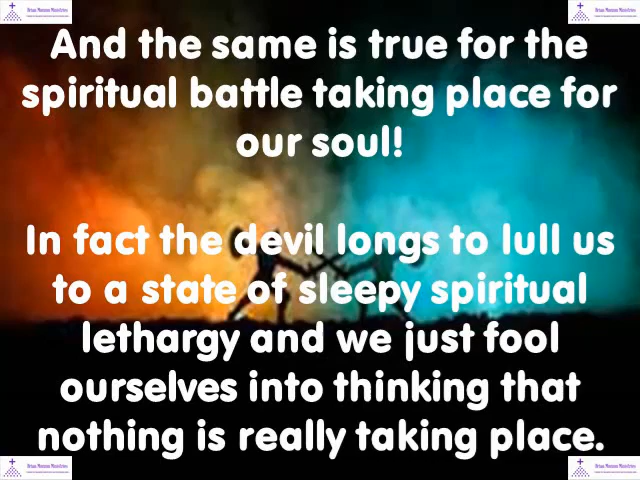 And the same is true for the
spiritual battle taking place for
our soul!
In fact the devil longs to lull us
to a state of sleepy spiritual
lethargy and we just fool
ourselves into thinking that
nothing is really taking place.